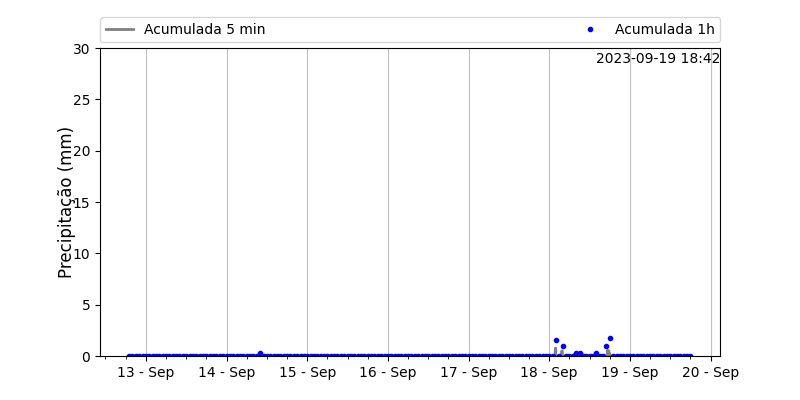 Acumulada 5 min Acumulada 1h
2023-09-19 18:42
Precipitação (mm)
30
25
20
15
10
5
0
13 - Sep 14 - Sep 15 - Sep 16 - Sep 17 - Sep 18 - Sep 19 - Sep 20 - Sep